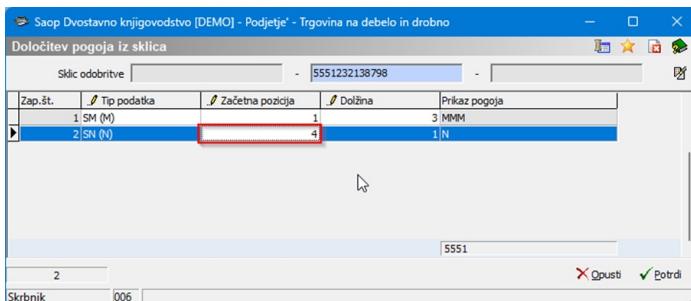 Saop Dvostavno knjigovodstvo [DEMO] - Podjetje' - Trgovina na debelo in drobno
Določitev pogoja iz sklica
Sklic odobritve - 5551232138798 -
Zap.št. Tip podatka Začetna pozicija Dolžina Prikaz pogoja
1 SM (M) 1 3 MMM
2 SN (N) 4 1 N
5551
2 Opusti Potrdi
Skrbnik 006